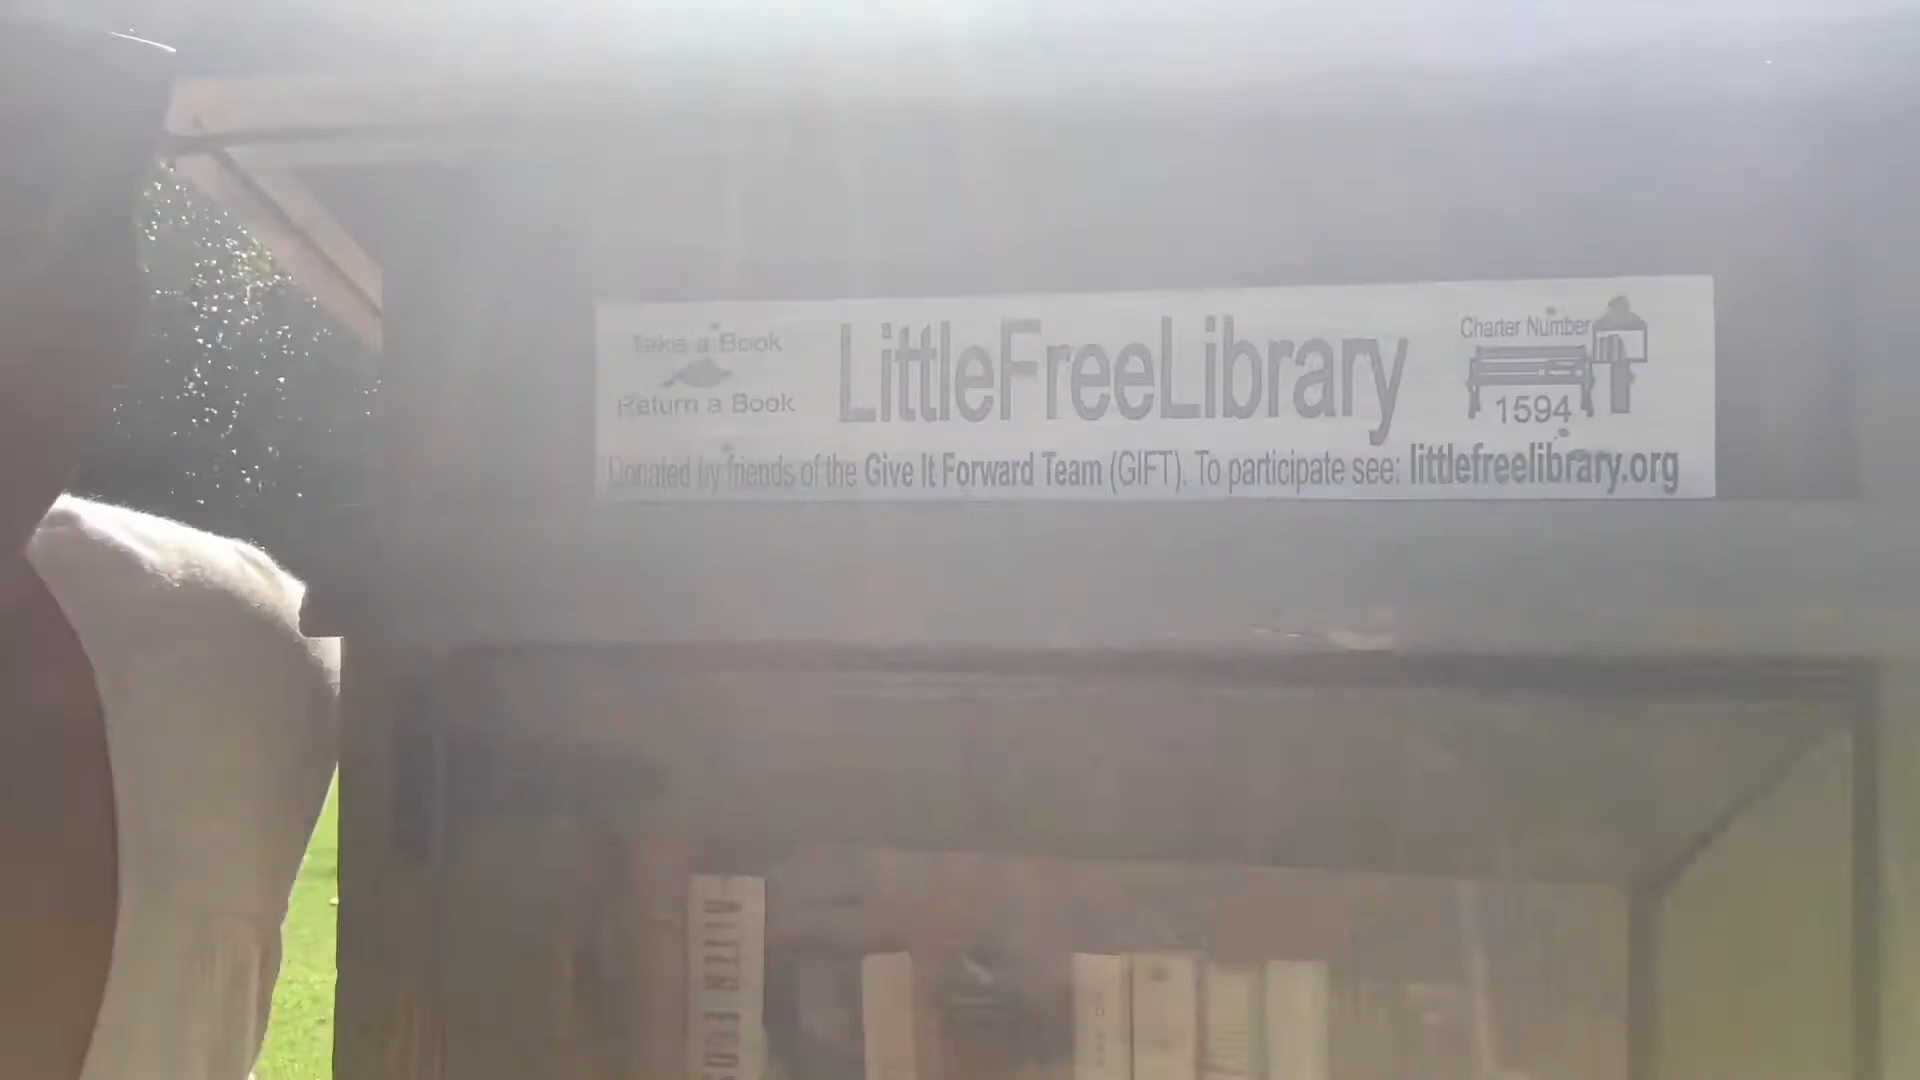 Take a Book
Return a Book
LittleFreeLibrary
Charter Number
1594
Donated by friends of the Give It Forward Team (GIFT). To participate see: littlefreelibrary.org